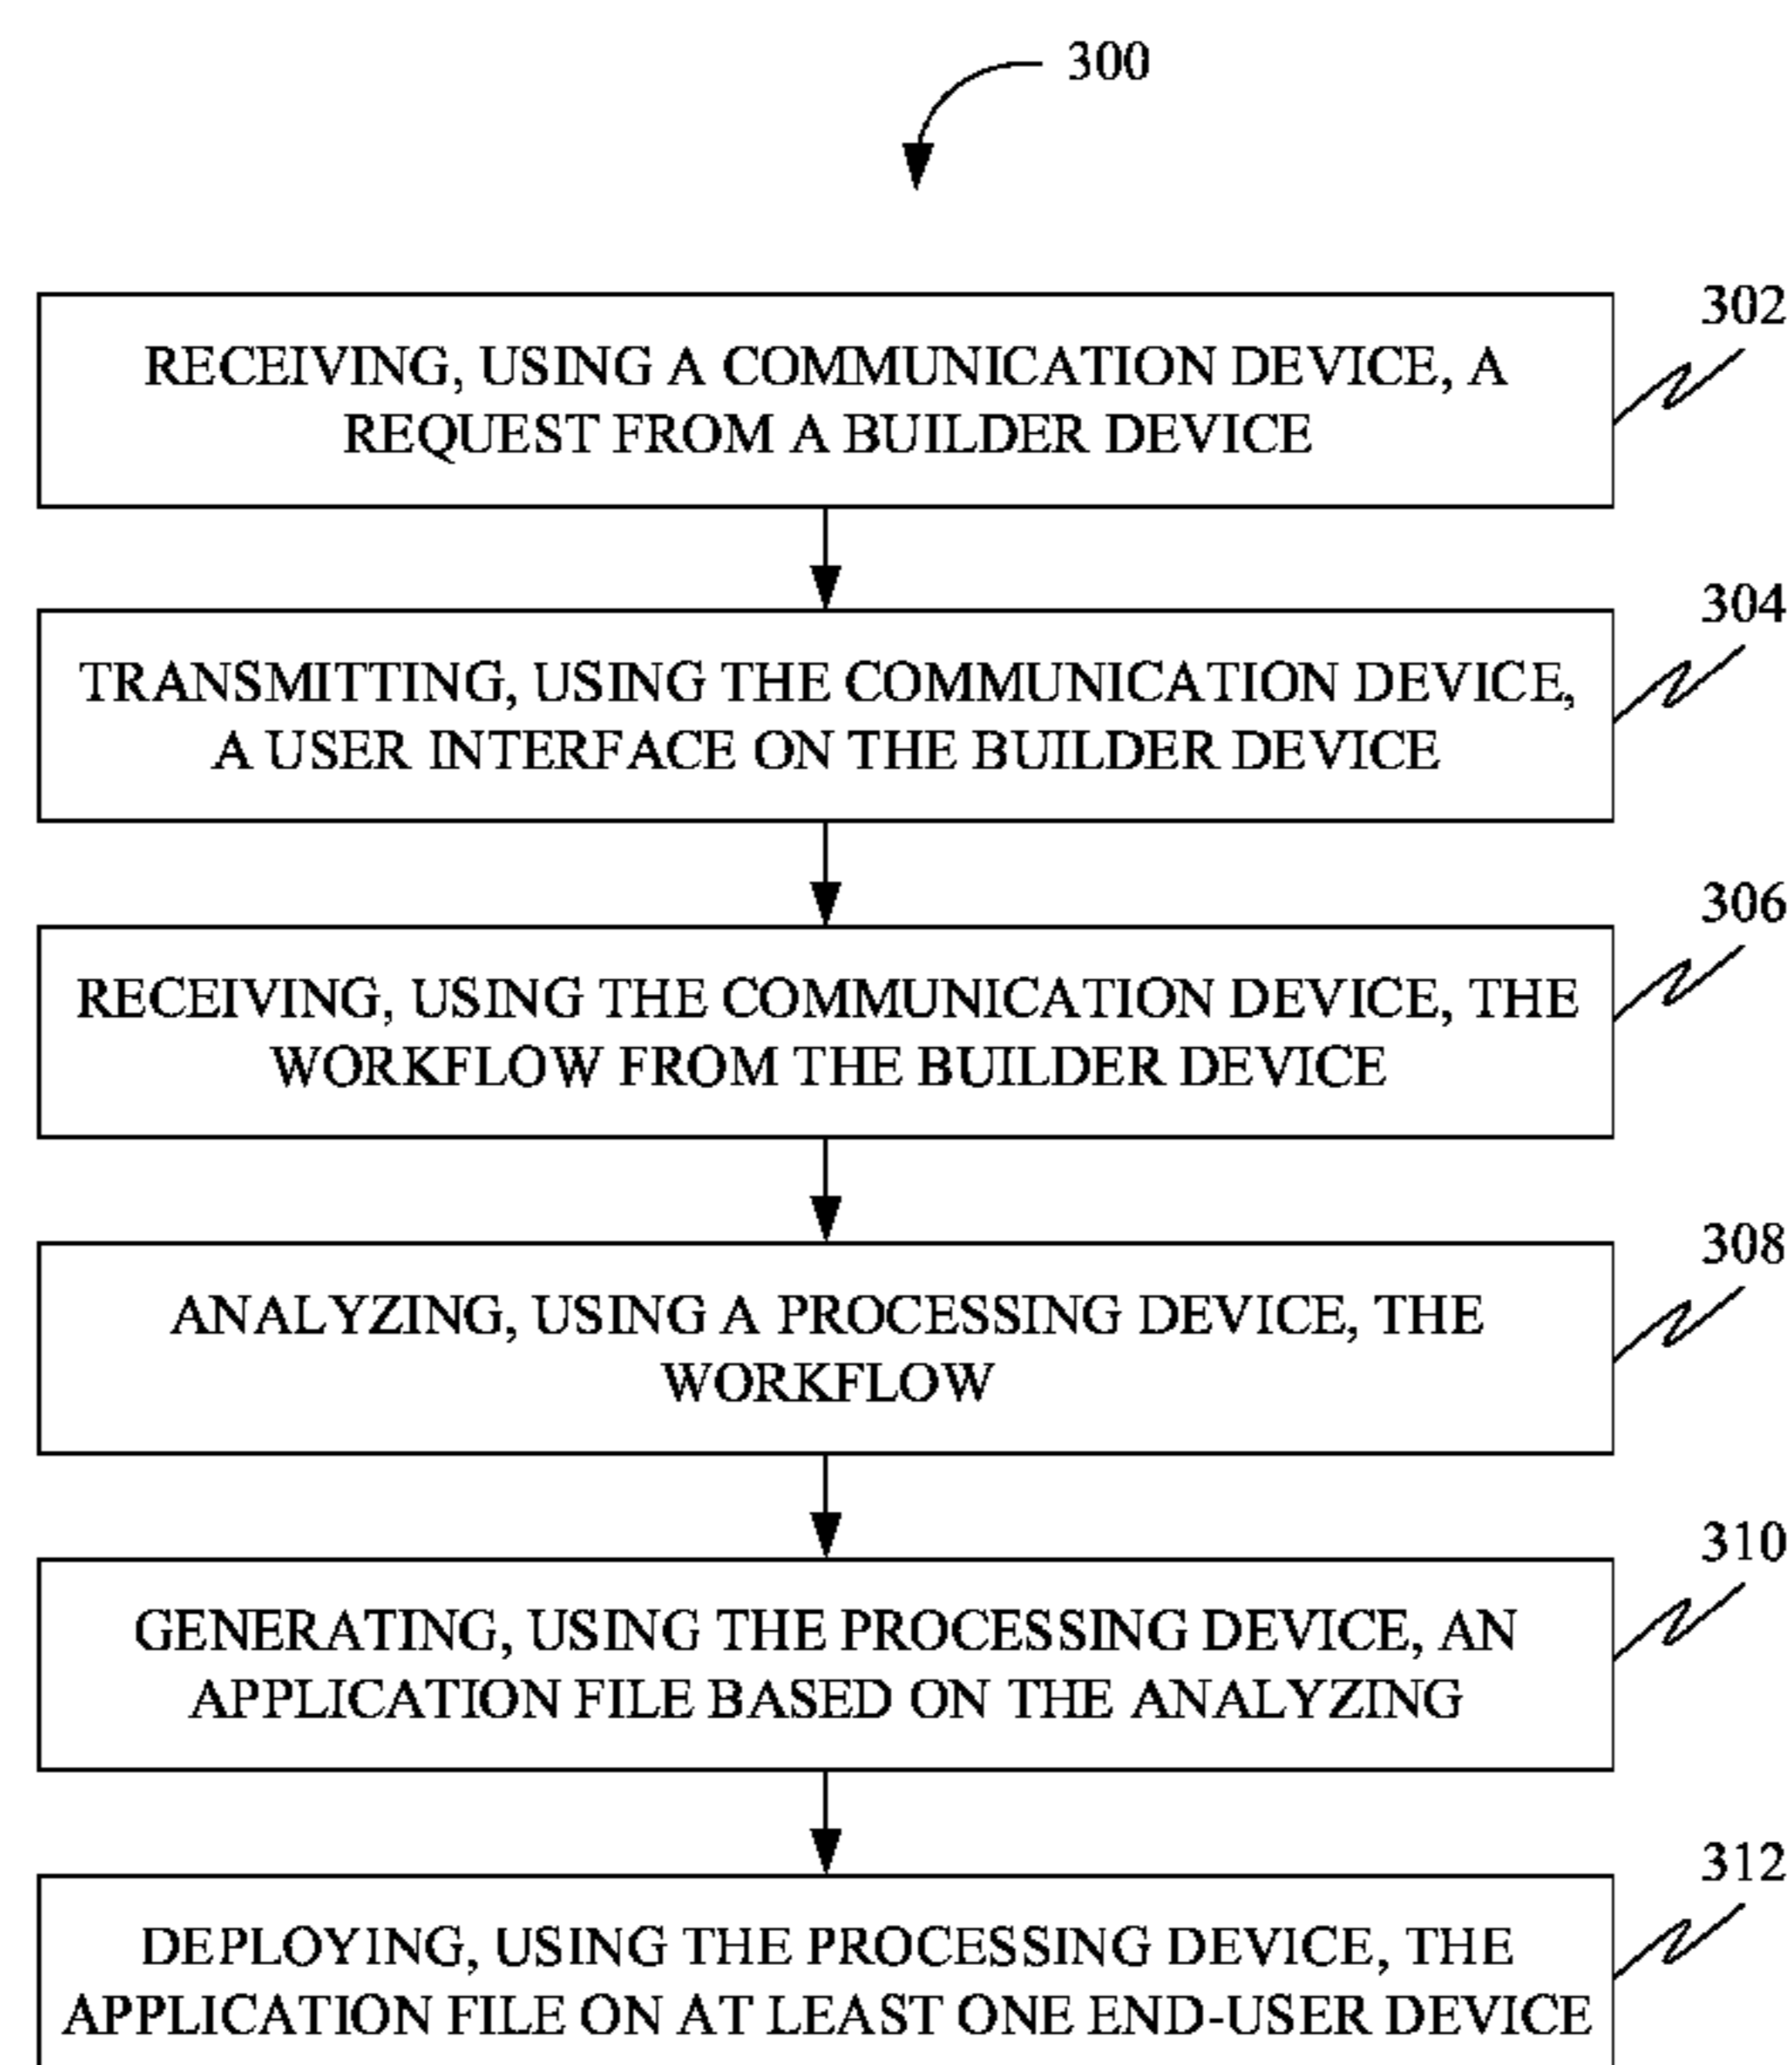 300
302
RECEIVING, USING A COMMUNICATION DEVICE, A
REQUEST FROM A BUILDER DEVICE
304
TRANSMITTING, USING THE COMMUNICATION DEVICE,
A USER INTERFACE ON THE BUILDER DEVICE
306
RECEIVING, USING THE COMMUNICATION DEVICE, THE
WORKFLOW FROM THE BUILDER DEVICE
308
ANALYZING, USING A PROCESSING DEVICE, THE
WORKFLOW
310
GENERATING, USING THE PROCESSING DEVICE, AN
APPLICATION FILE BASED ON THE ANALYZING
312
DEPLOYING, USING THE PROCESSING DEVICE, THE
APPLICATION FILE ON AT LEAST ONE END-USER DEVICE